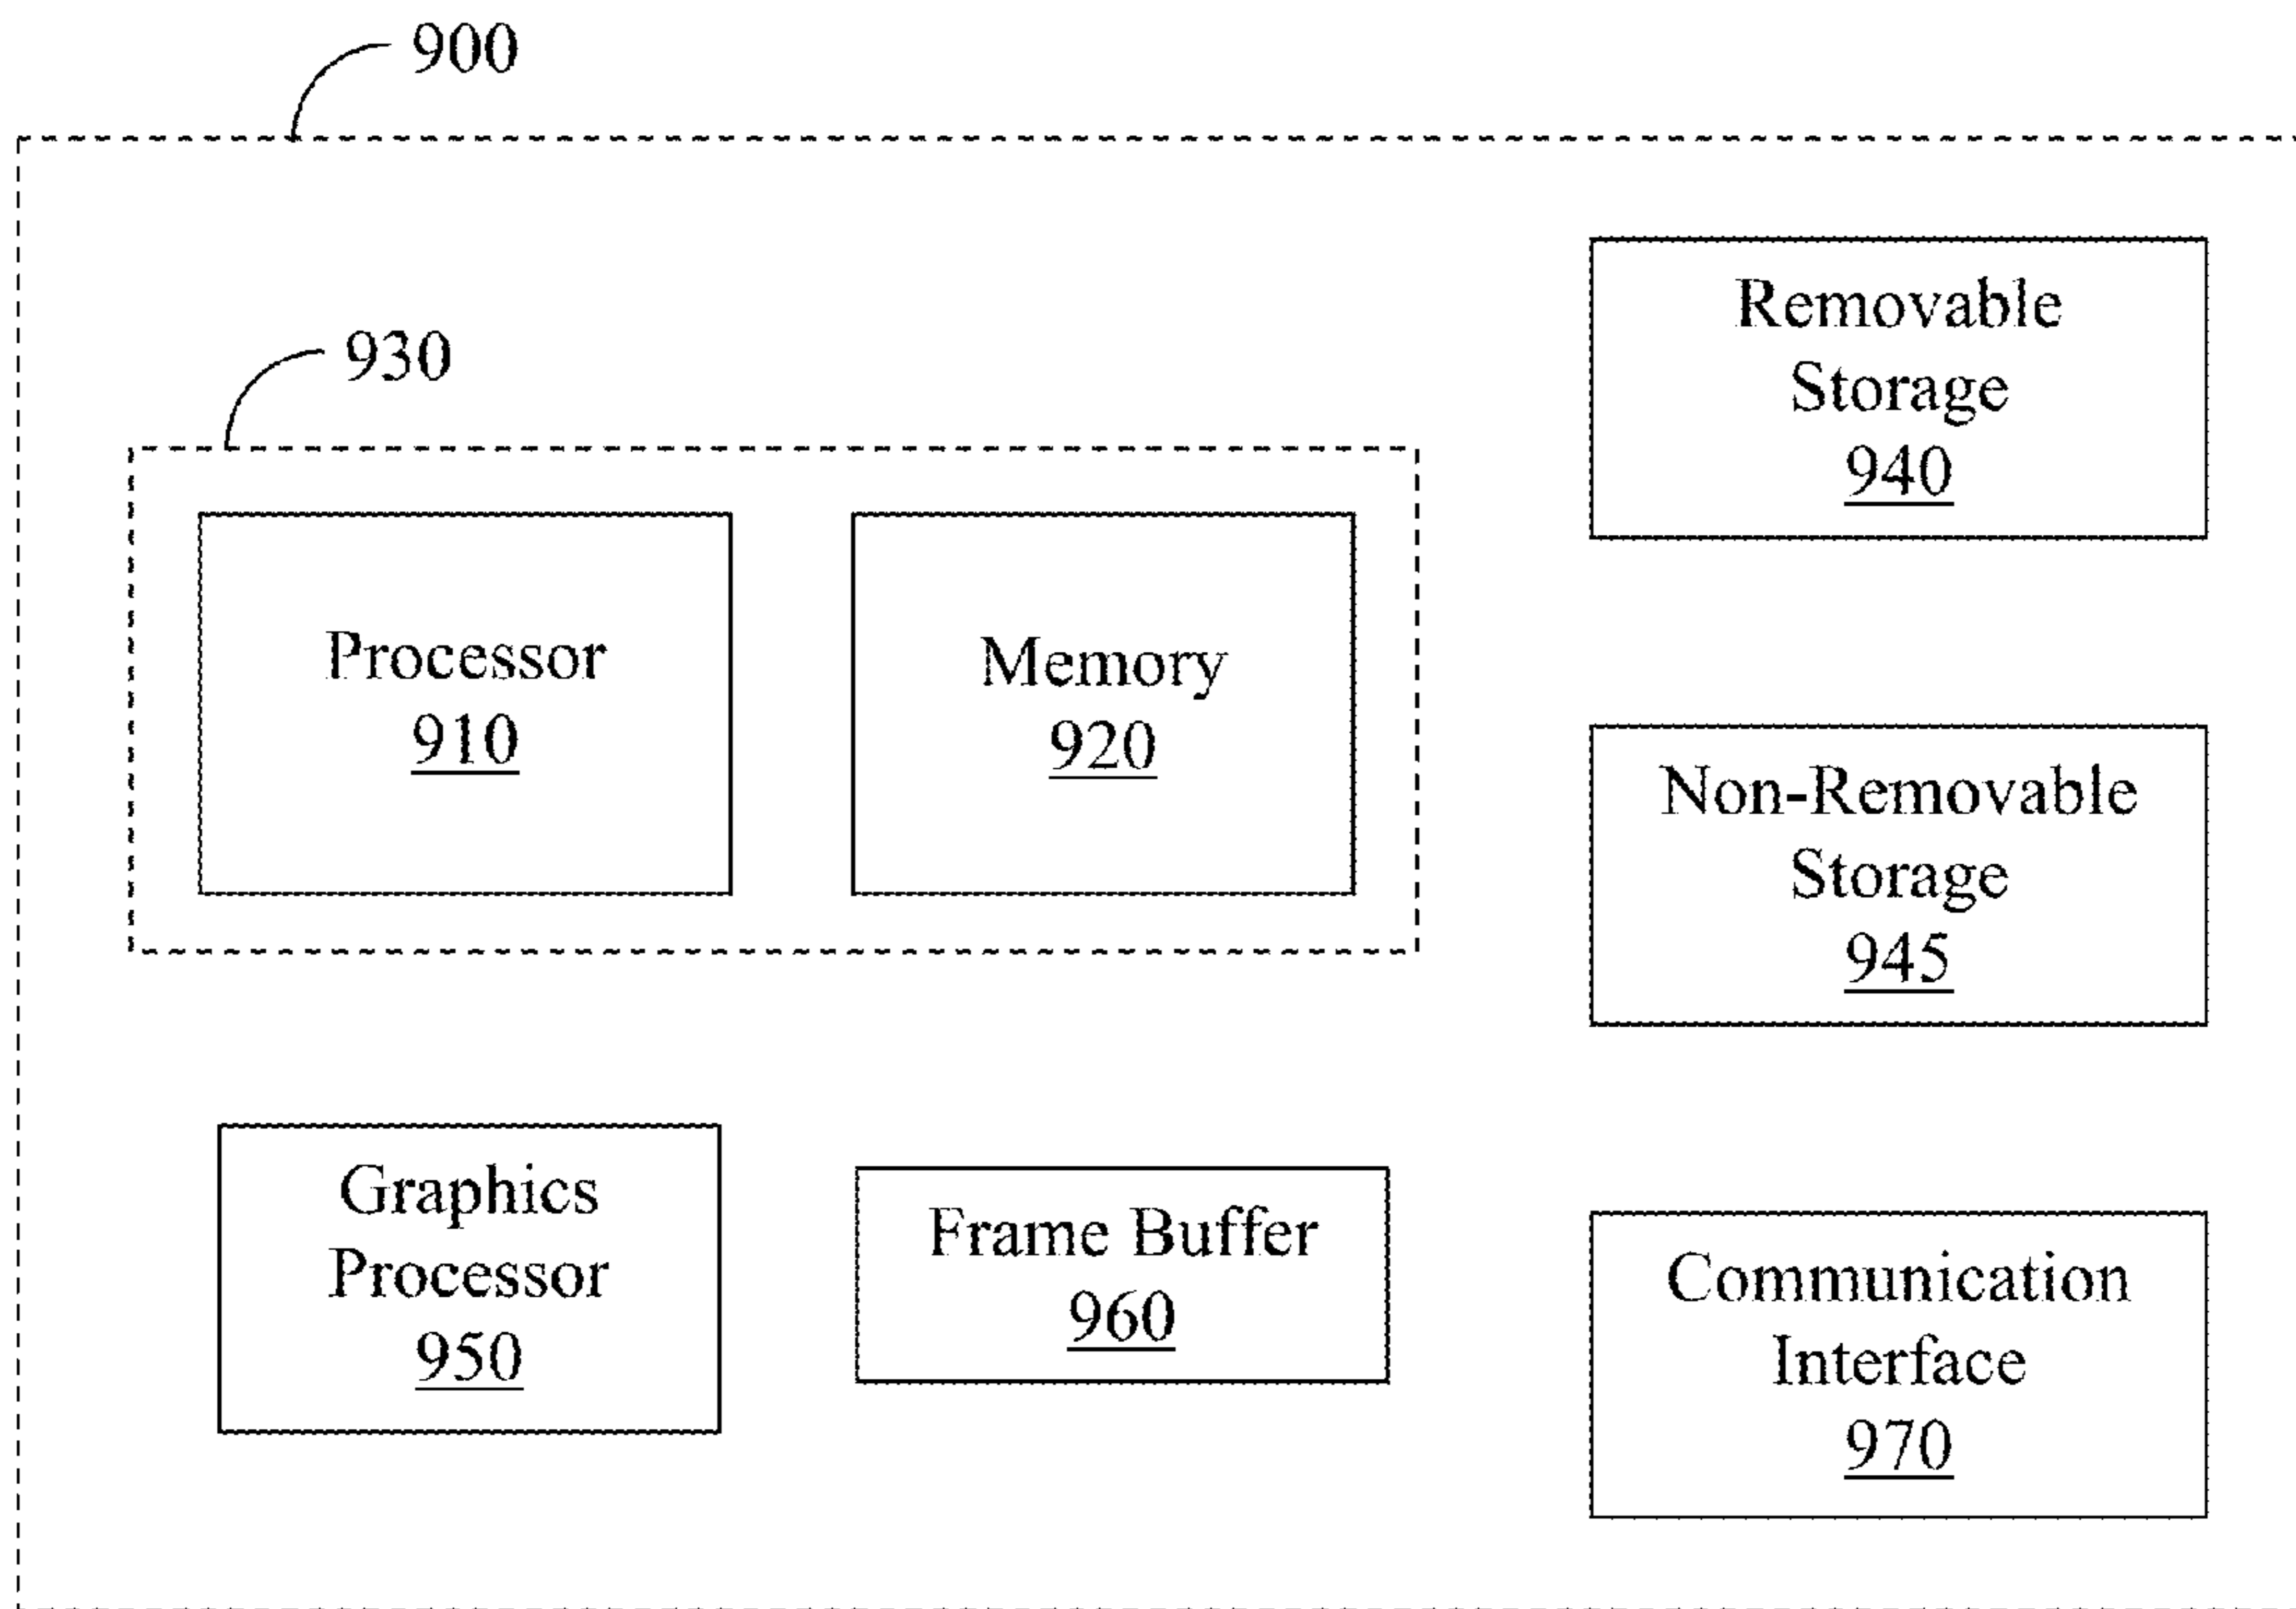 900
930
Processor
910
Memory
920
Removable
Storage
940
Non-Removable
Storage
945
Graphics
Processor
950
Frame Buffer
960
Communication
Interface
970